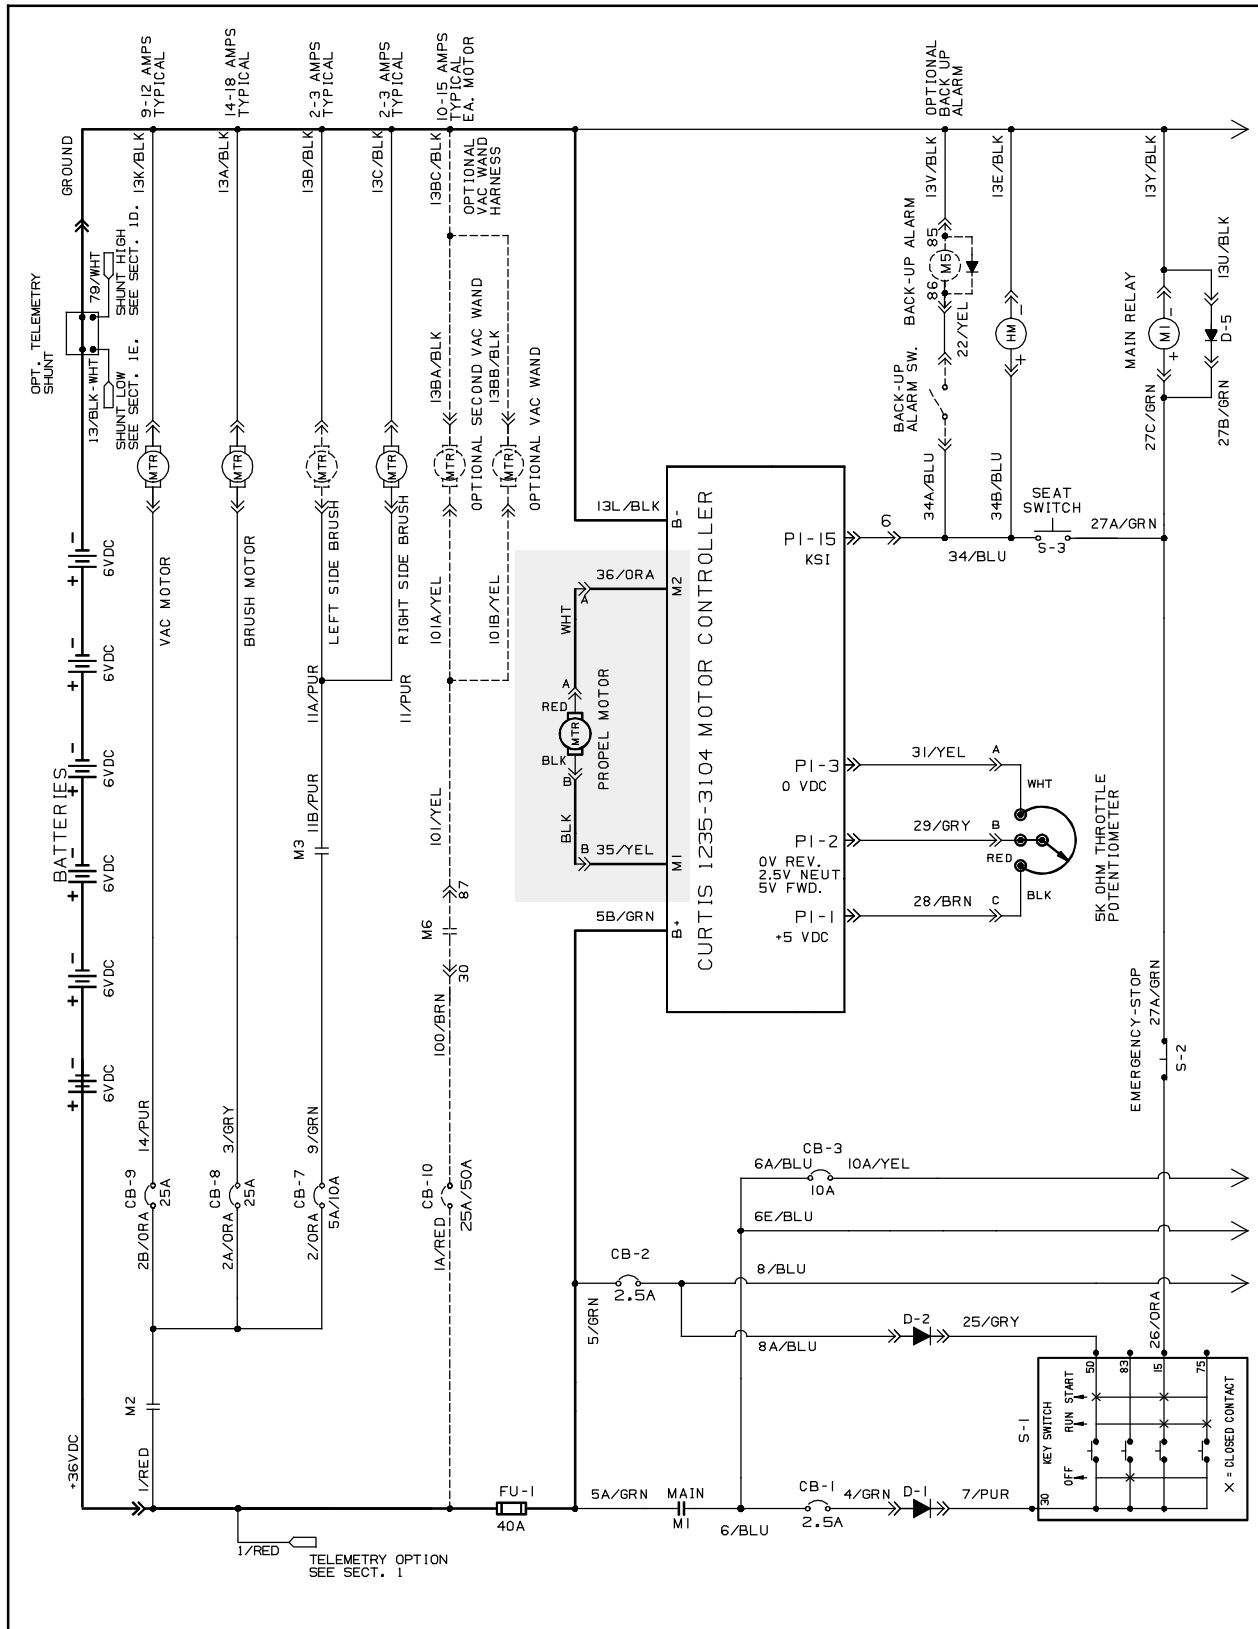 9-12 AMPS
TYPICAL
14-18 AMPS
TYPICAL
2-3 AMPS
TYPICAL
2-3 AMPS
TYPICAL
10-15 AMPS
TYPICAL
EA. MOTOR
OPTIONAL
BACK UP
ALARM
GROUND
13K/BLK
13A/BLK
13B/BLK
13C/BLK
13BC/BLK
OPTIONAL
VAC WAND
HARNESS
13V/BLK
13E/BLK
13Y/BLK
OPT. TELEMETRY
SHUNT
79/WHT
SHUNT HIGH
SEE SECT. 1D.
13/BLK-WHT
SHUNT LOW
SEE SECT. 1E.
13BA/BLK
OPTIONAL SECOND VAC WAND
13BB/BLK
OPTIONAL VAC WAND
BACK-UP ALARM
85
M5
86
22/YEL
BACK-UP
ALARM SW.
HM
-
+
MAIN RELAY
M1
-
+
13U/BLK
D-5
27C/GRN
27B/GRN
MTR
MTR
MTR
MTR
MTR
MTR
VAC MOTOR
BRUSH MOTOR
LEFT SIDE BRUSH
RIGHT SIDE BRUSH
101A/YEL
101B/YEL
34A/BLU
34B/BLU
34/BLU
SEAT
SWITCH
S-3
27A/GRN
6
BATTERIES
- + 6VDC
- + 6VDC
- + 6VDC
- + 6VDC
- + 6VDC
- + 6VDC
11A/PUR
11/PUR
11B/PUR
M3
101/YEL
87
M6
30
100/BRN
13L/BLK
B-
36/ORA
M2
A
WHT
A
RED
MTR
PROPEL MOTOR
BLK
B
BLK
B
35/YEL
M1
5B/GRN
B+
CURTIS 1235-3104 MOTOR CONTROLLER
P1-15
KSI
P1-3
0 VDC
P1-2
0V REV.
2.5V NEUT.
5V FWD.
P1-1
+5 VDC
31/YEL
A
WHT
29/GRY
B
RED
28/BRN
C
BLK
5K OHM THROTTLE
POTENTIOMETER
EMERGENCY-STOP
27A/GRN
S-2
14/PUR
CB-9
25A
2B/ORA
3/GRY
CB-8
25A
2A/ORA
9/GRN
CB-7
5A/10A
2/ORA
CB-10
25A/50A
1A/RED
CB-3
6A/BLU
10A/YEL
10A
6E/BLU
CB-2
2.5A
8/BLU
5/GRN
8A/BLU
D-2
25/GRY
26/ORA
M2
1/RED
+36VDC
1/RED
TELEMETRY OPTION
SEE SECT. 1
FU-1
40A
5A/GRN
MAIN
M1
6/BLU
CB-1
2.5A
4/GRN
D-1
7/PUR
S-1
KEY SWITCH
OFF
RUN
START
30
50
83
15
75
X = CLOSED CONTACT